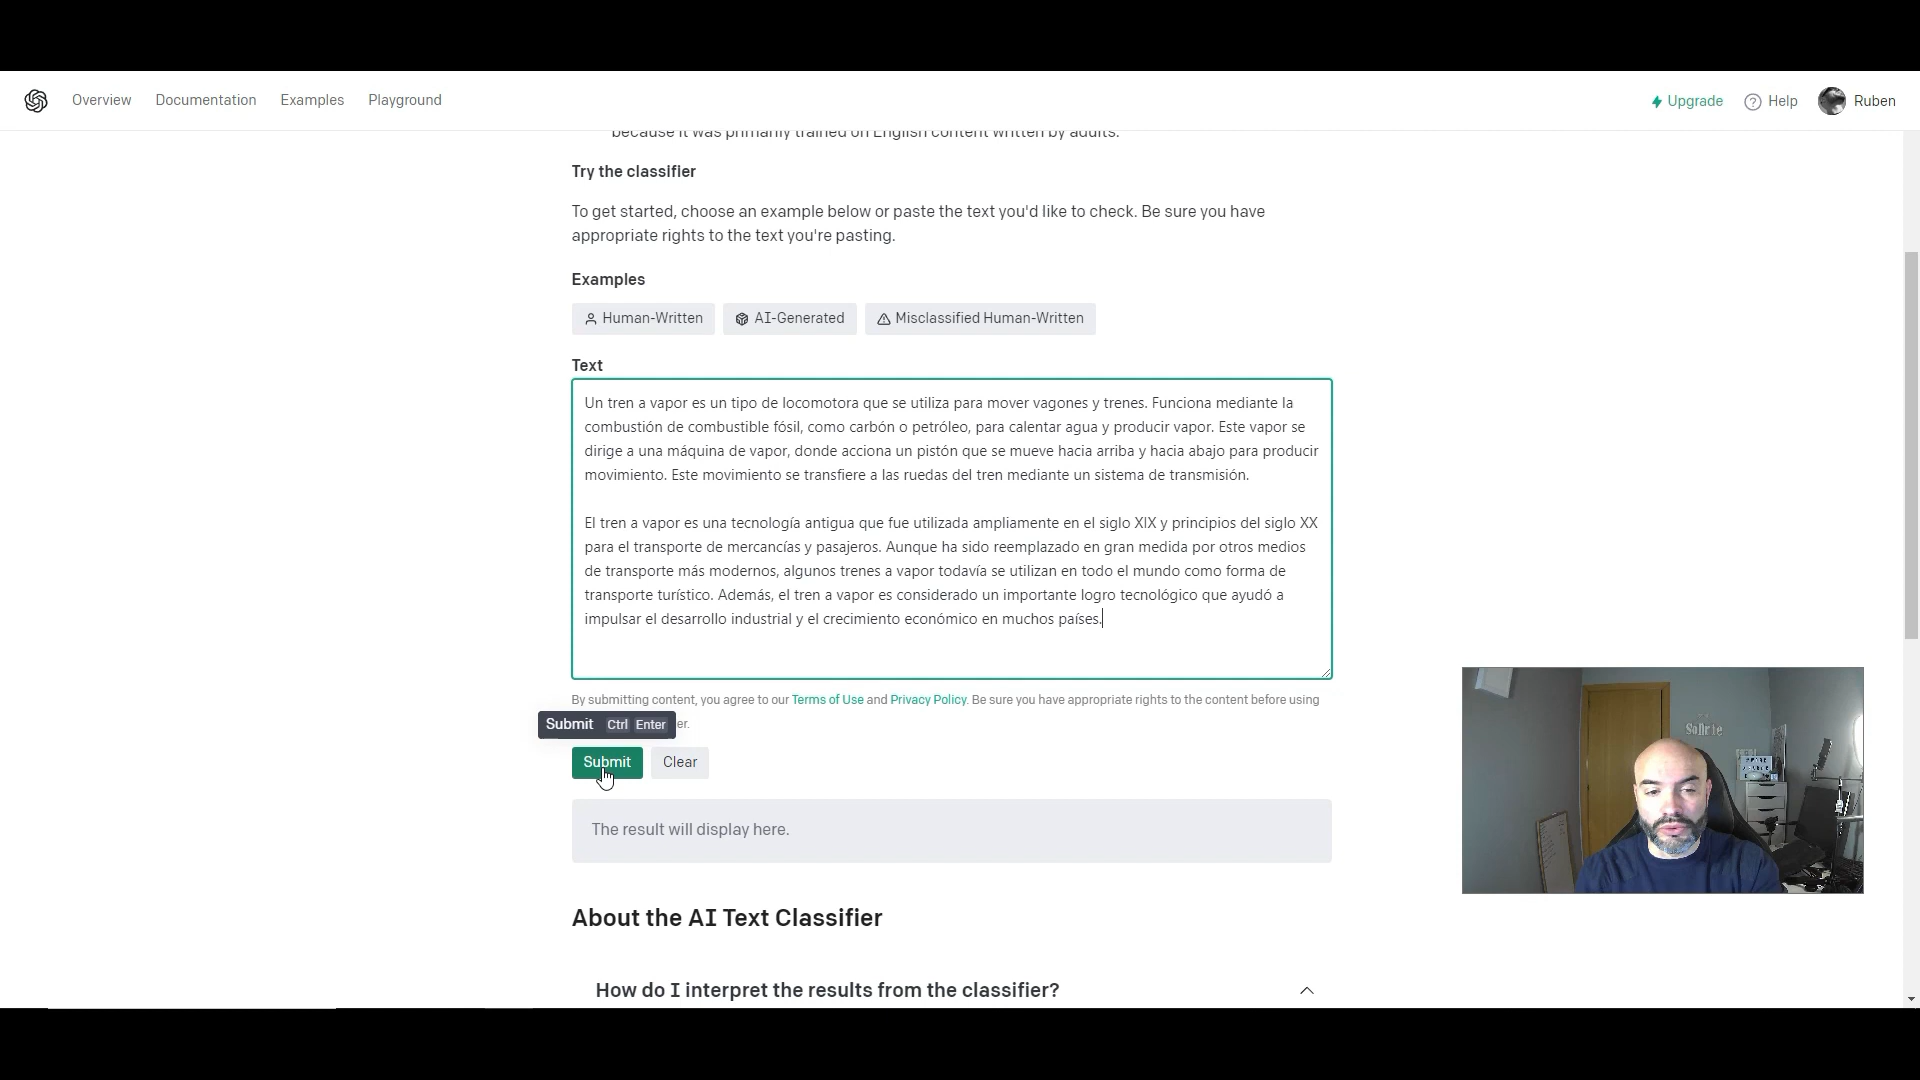 Overview Documentation Examples Playground Upgrade Help Ruben
because it was primarily trained on English content written by adults.
Try the classifier
To get started, choose an example below or paste the text you'd like to check. Be sure you have
appropriate rights to the text you're pasting.
Examples
Human-Written AI-Generated Misclassified Human-Written
Text
Un tren a vapor es un tipo de locomotora que se utiliza para mover vagones y trenes. Funciona mediante la
combustión de combustible fósil, como carbón o petróleo, para calentar agua y producir vapor. Este vapor se
dirige a una máquina de vapor, donde acciona un pistón que se mueve hacia arriba y hacia abajo para producir
movimiento. Este movimiento se transfiere a las ruedas del tren mediante un sistema de transmisión.
El tren a vapor es una tecnología antigua que fue utilizada ampliamente en el siglo XIX y principios del siglo XX
para el transporte de mercancías y pasajeros. Aunque ha sido reemplazado en gran medida por otros medios
de transporte más modernos, algunos trenes a vapor todavía se utilizan en todo el mundo como forma de
transporte turístico. Además, el tren a vapor es considerado un importante logro tecnológico que ayudó a
impulsar el desarrollo industrial y el crecimiento económico en muchos países.
By submitting content, you agree to our Terms of Use and Privacy Policy. Be sure you have appropriate rights to the content before using
Submit Ctrl Enter er.
Submit Clear
The result will display here.
About the AI Text Classifier
How do I interpret the results from the classifier?